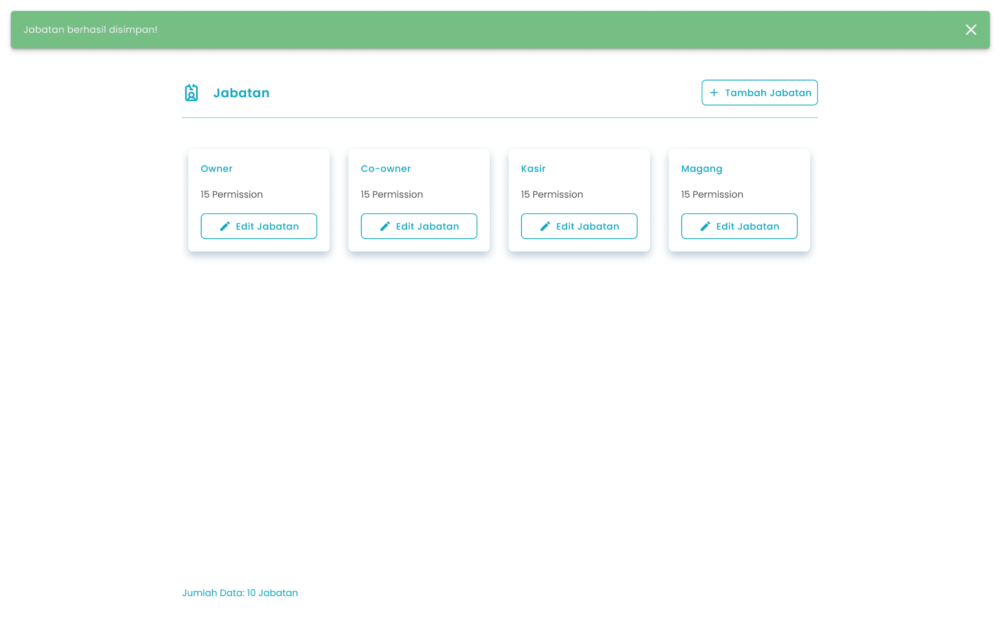 Jabatan berhasil disimpan!
Jabatan
Tambah Jabatan
Owner
15 Permission
Edit Jabatan
Co-owner
15 Permission
Edit Jabatan
Kasir
15 Permission
Edit Jabatan
Magang
15 Permission
Edit Jabatan
Jumlah Data: 10 Jabatan